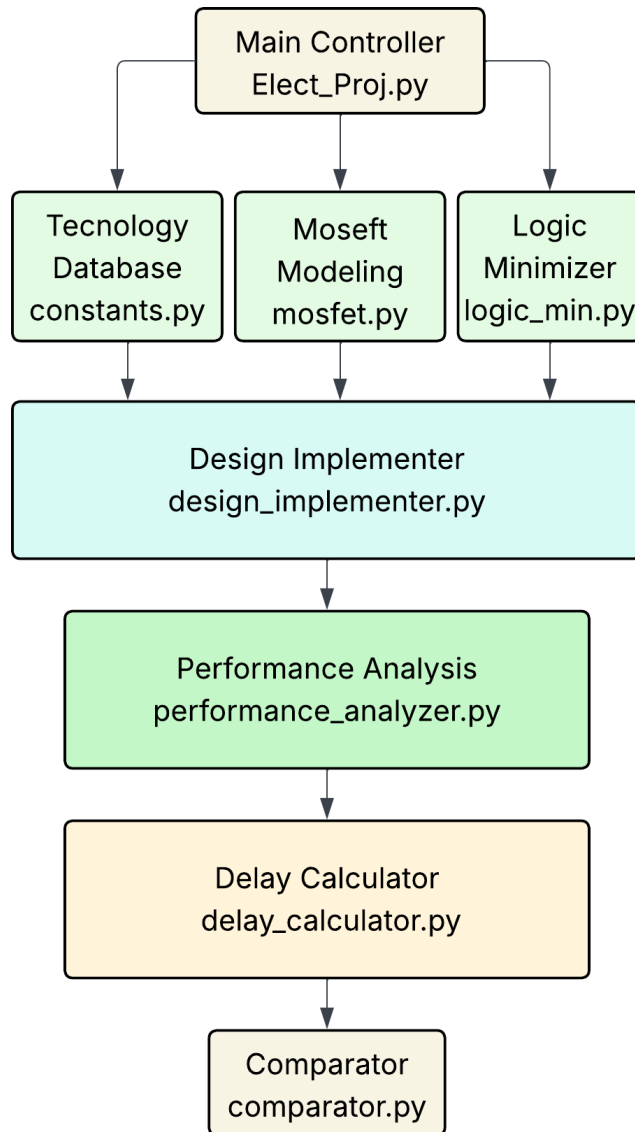 Main Controller
Elect_Proj.py
Tecnology
Database
constants.py
Moseft
Modeling
mosfet.py
Logic
Minimizer
logic_min.py
Design Implementer
design_implementer.py
Performance Analysis
performance_analyzer.py
Delay Calculator
delay_calculator.py
Comparator
comparator.py